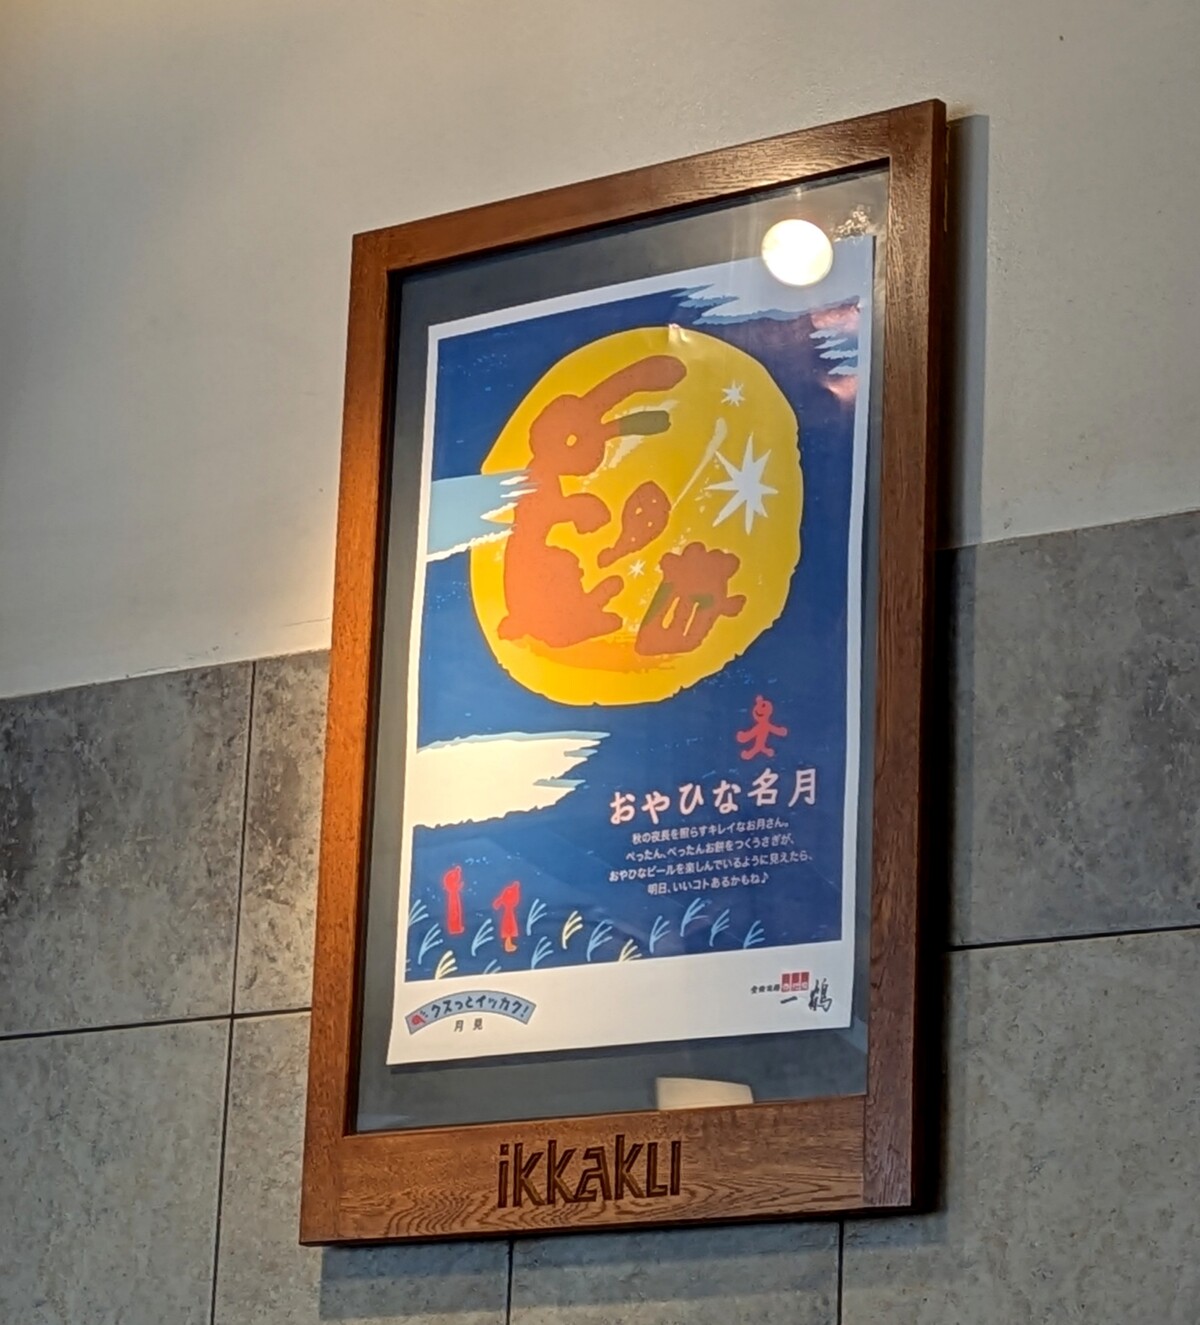 おやひな名月
秋の夜長を照らすキレイなお月さん。
ぺったん、ぺったんお餅をつくうさぎが、
おやひなビールを楽しんでいるように見えたら、
明日、いいコトあるかもね♪
クスっとイッカク!
月見
一鶴
ikkaku